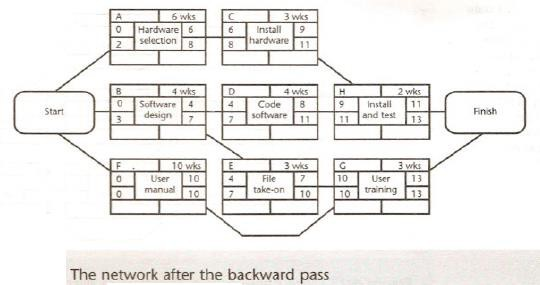 A 6 wks
0 Hardware 6
2 selection 8
C 3 wks
6 Install 9
8 hardware 11
Start
B 4 wks
0 Software 4
3 design 7
D 4 wks
4 Code 8
7 software 11
H 2 wks
9 Install 11
11 and test 13
Finish
F 10 wks
0 User 10
0 manual 10
E 3 wks
4 File 7
7 take-on 10
G 3 wks
10 User 13
10 training 13
The network after the backward pass